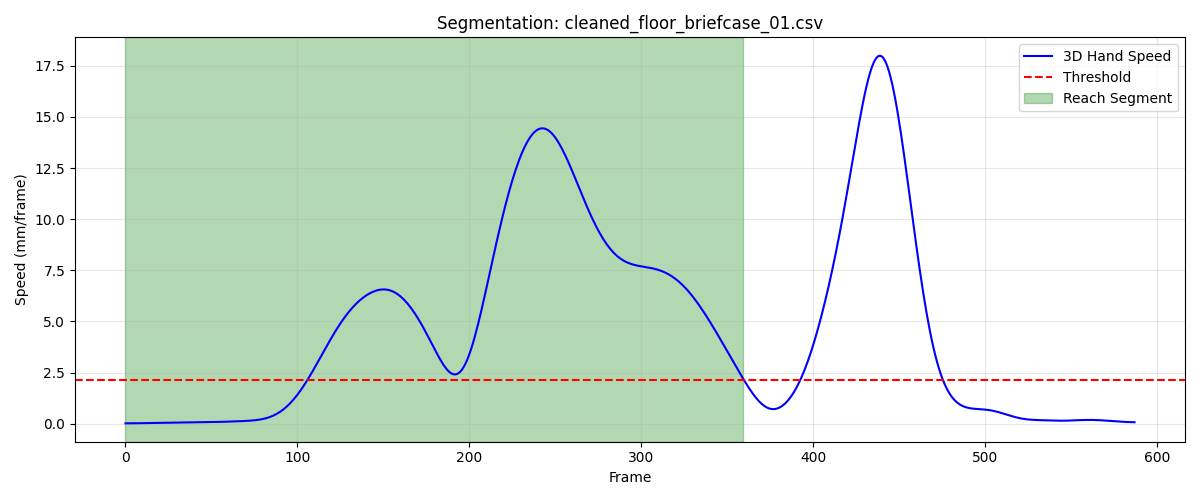 Segmentation: cleaned_floor_briefcase_01.csv
3D Hand Speed
Threshold
Reach Segment
Speed (mm/frame)
17.5
15.0
12.5
10.0
7.5
5.0
2.5
0.0
0 100 200 300 400 500 600
Frame